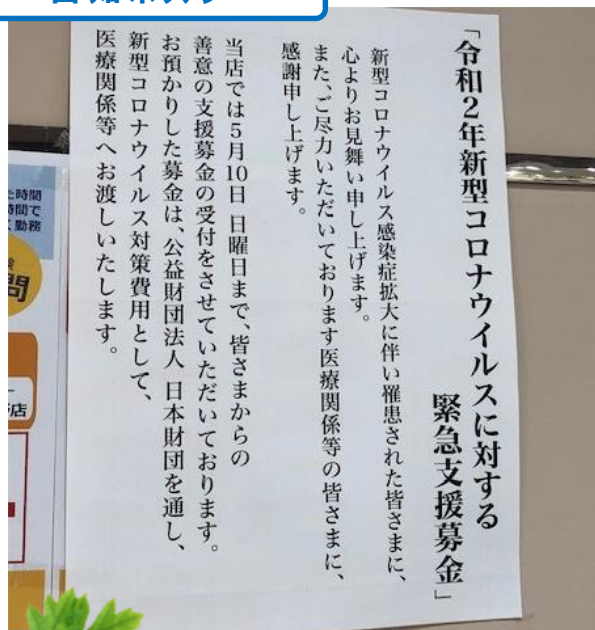 「令和2年新型コロナウイルスに対する
緊急支援募金」
新型コロナウイルス感染症拡大に伴い罹患された皆さまに、
心よりお見舞い申し上げます。
また、ご尽力いただいております医療関係等の皆さまに、
感謝申し上げます。
当店では5月10日 日曜日まで、皆さまからの
善意の支援募金の受付をさせていただいております。
お預かりした募金は、公益財団法人 日本財団を通し、
新型コロナウイルス対策費用として、
医療関係等へお渡しいたします。
時間
時間で
勤務
問
店